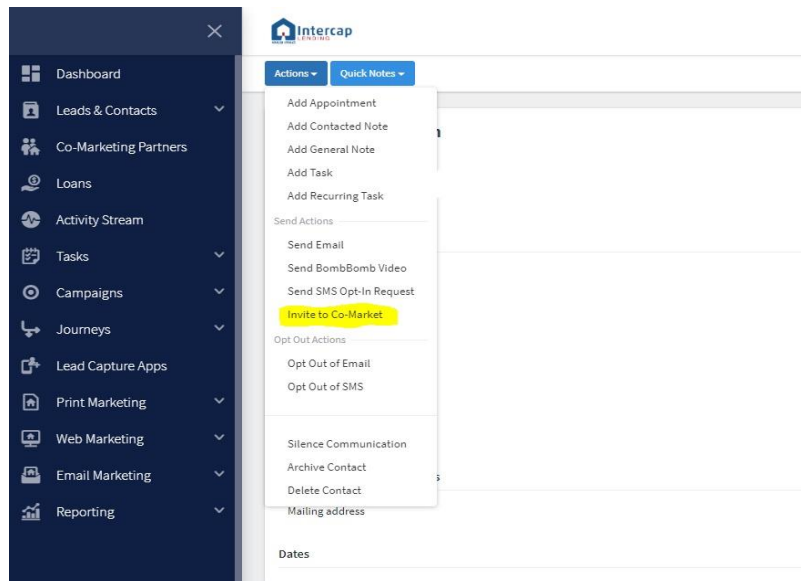 Intercap
LENDING
Dashboard
Leads & Contacts
Co-Marketing Partners
Loans
Activity Stream
Tasks
Campaigns
Journeys
Lead Capture Apps
Print Marketing
Web Marketing
Email Marketing
Reporting
Actions
Quick Notes
Add Appointment
Add Contacted Note
Add General Note
Add Task
Add Recurring Task
Send Actions
Send Email
Send BombBomb Video
Send SMS Opt-In Request
Invite to Co-Market
Opt Out Actions
Opt Out of Email
Opt Out of SMS
Silence Communication
Archive Contact
Delete Contact
Mailing address
Dates